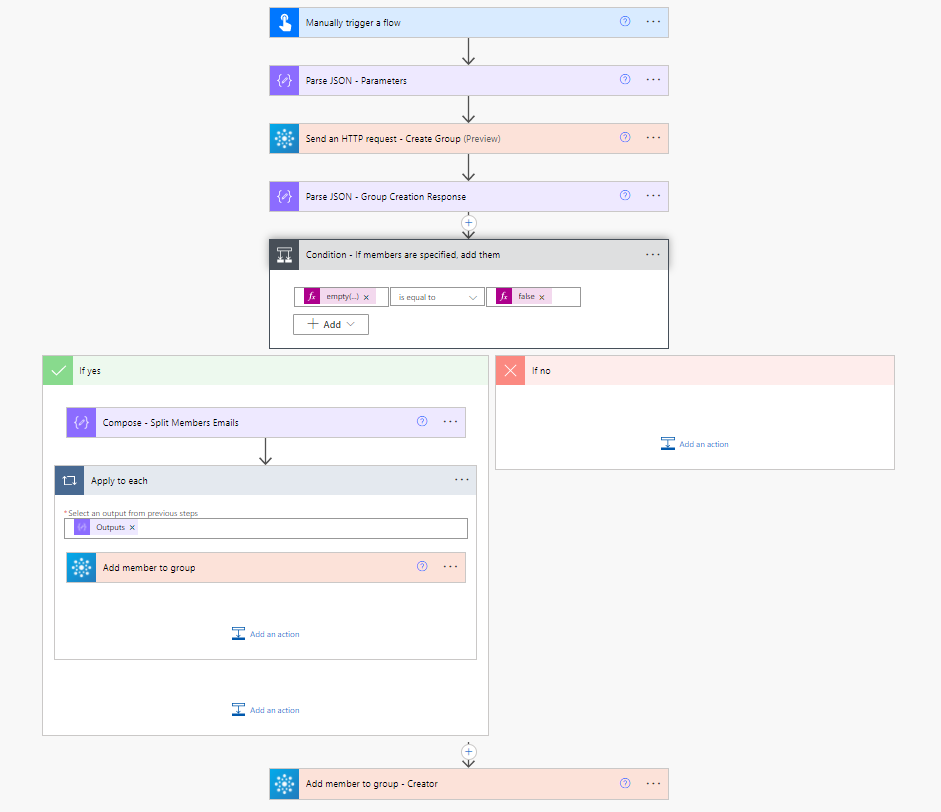 Manually trigger a flow
Parse JSON - Parameters
Send an HTTP request - Create Group (Preview)
Parse JSON - Group Creation Response
Condition - If members are specified, add them
empty(...) × is equal to false ×
Add
If yes
If no
Compose - Split Members Emails
Add an action
Apply to each
*Select an output from previous steps
Outputs ×
Add member to group
Add an action
Add an action
Add member to group - Creator